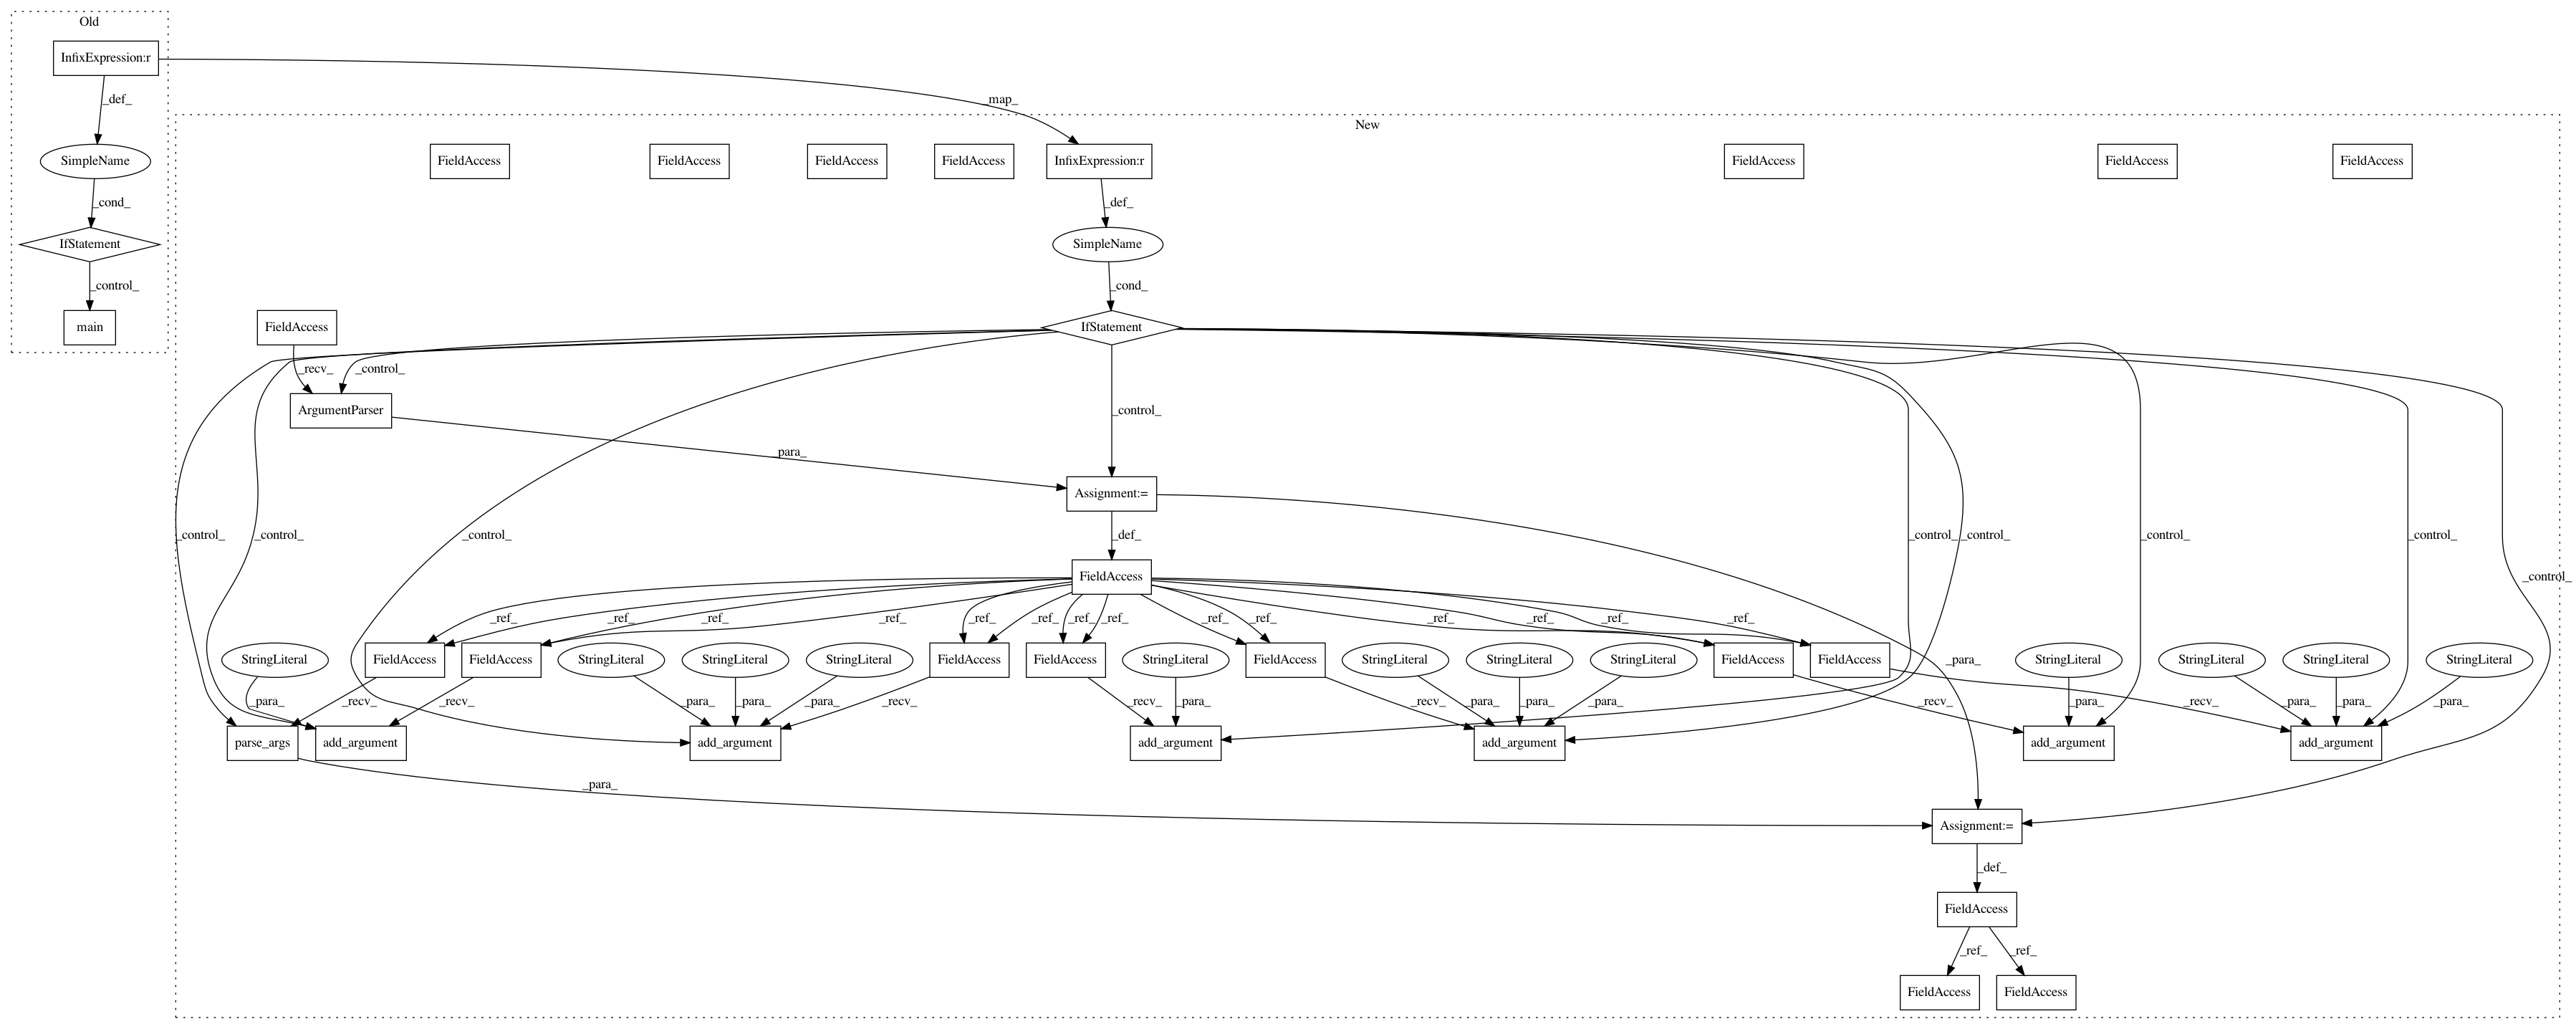 Old
InfixExpression:r
_map_
_def_
New
SimpleName
FieldAccess
FieldAccess
FieldAccess
FieldAccess
InfixExpression:r
FieldAccess
FieldAccess
FieldAccess
_cond_
_def_
IfStatement
SimpleName
_control_
_cond_
main
FieldAccess
IfStatement
_recv_
_control_
ArgumentParser
_control_
_para_
Assignment:=
_control_
_control_
_control_
_def_
_control_
_control_
_control_
_control_
_control_
FieldAccess
_ref_
_ref_
_ref_
_ref_
_ref_
_ref_
_ref_
_ref_
_ref_
_ref_
_ref_
_ref_
_ref_
_ref_
StringLiteral
FieldAccess
FieldAccess
StringLiteral
StringLiteral
StringLiteral
FieldAccess
FieldAccess
StringLiteral
FieldAccess
StringLiteral
StringLiteral
StringLiteral
FieldAccess
FieldAccess
StringLiteral
StringLiteral
StringLiteral
StringLiteral
_para_
_para_
_recv_
_recv_
_para_
_para_
_para_
_recv_
_recv_
_para_
_recv_
_para_
_para_
_para_
_recv_
_para_
_recv_
_para_
_para_
_para_
parse_args
add_argument
add_argument
add_argument
add_argument
add_argument
add_argument
_para_
Assignment:=
_def_
FieldAccess
_ref_
_ref_
FieldAccess
FieldAccess